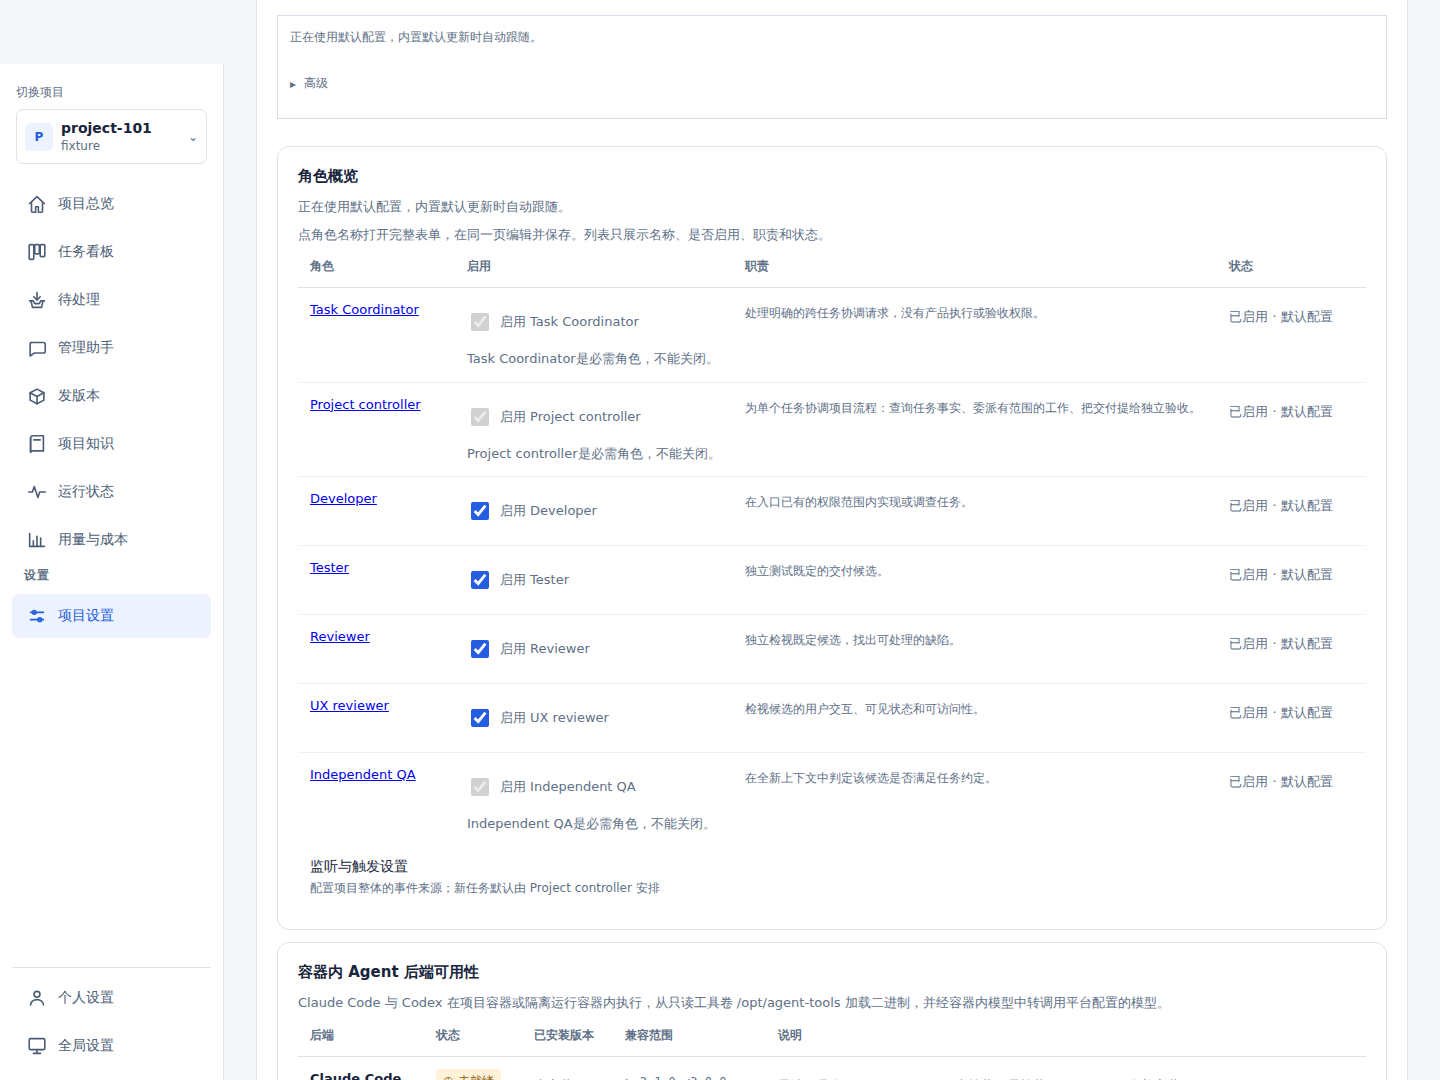 正在使用默认配置，内置默认更新时自动跟随。
▸ 高级
切换项目
P
project-101
fixture
项目总览
任务看板
待处理
管理助手
发版本
项目知识
运行状态
用量与成本
设置
项目设置
个人设置
全局设置
角色概览
正在使用默认配置，内置默认更新时自动跟随。
点角色名称打开完整表单，在同一页编辑并保存。列表只展示名称、是否启用、职责和状态。
角色 启用 职责 状态
Task Coordinator 启用 Task Coordinator 处理明确的跨任务协调请求，没有产品执行或验收权限。 已启用 · 默认配置
Task Coordinator是必需角色，不能关闭。
Project controller 启用 Project controller 为单个任务协调项目流程：查询任务事实、委派有范围的工作、把交付提给独立验收。 已启用 · 默认配置
Project controller是必需角色，不能关闭。
Developer 启用 Developer 在入口已有的权限范围内实现或调查任务。 已启用 · 默认配置
Tester 启用 Tester 独立测试既定的交付候选。 已启用 · 默认配置
Reviewer 启用 Reviewer 独立检视既定候选，找出可处理的缺陷。 已启用 · 默认配置
UX reviewer 启用 UX reviewer 检视候选的用户交互、可见状态和可访问性。 已启用 · 默认配置
Independent QA 启用 Independent QA 在全新上下文中判定该候选是否满足任务约定。 已启用 · 默认配置
Independent QA是必需角色，不能关闭。
监听与触发设置
配置项目整体的事件来源；新任务默认由 Project controller 安排
容器内 Agent 后端可用性
Claude Code 与 Codex 在项目容器或隔离运行容器内执行，从只读工具卷 /opt/agent-tools 加载二进制，并经容器内模型中转调用平台配置的模型。
后端 状态 已安装版本 兼容范围 说明
Claude Code